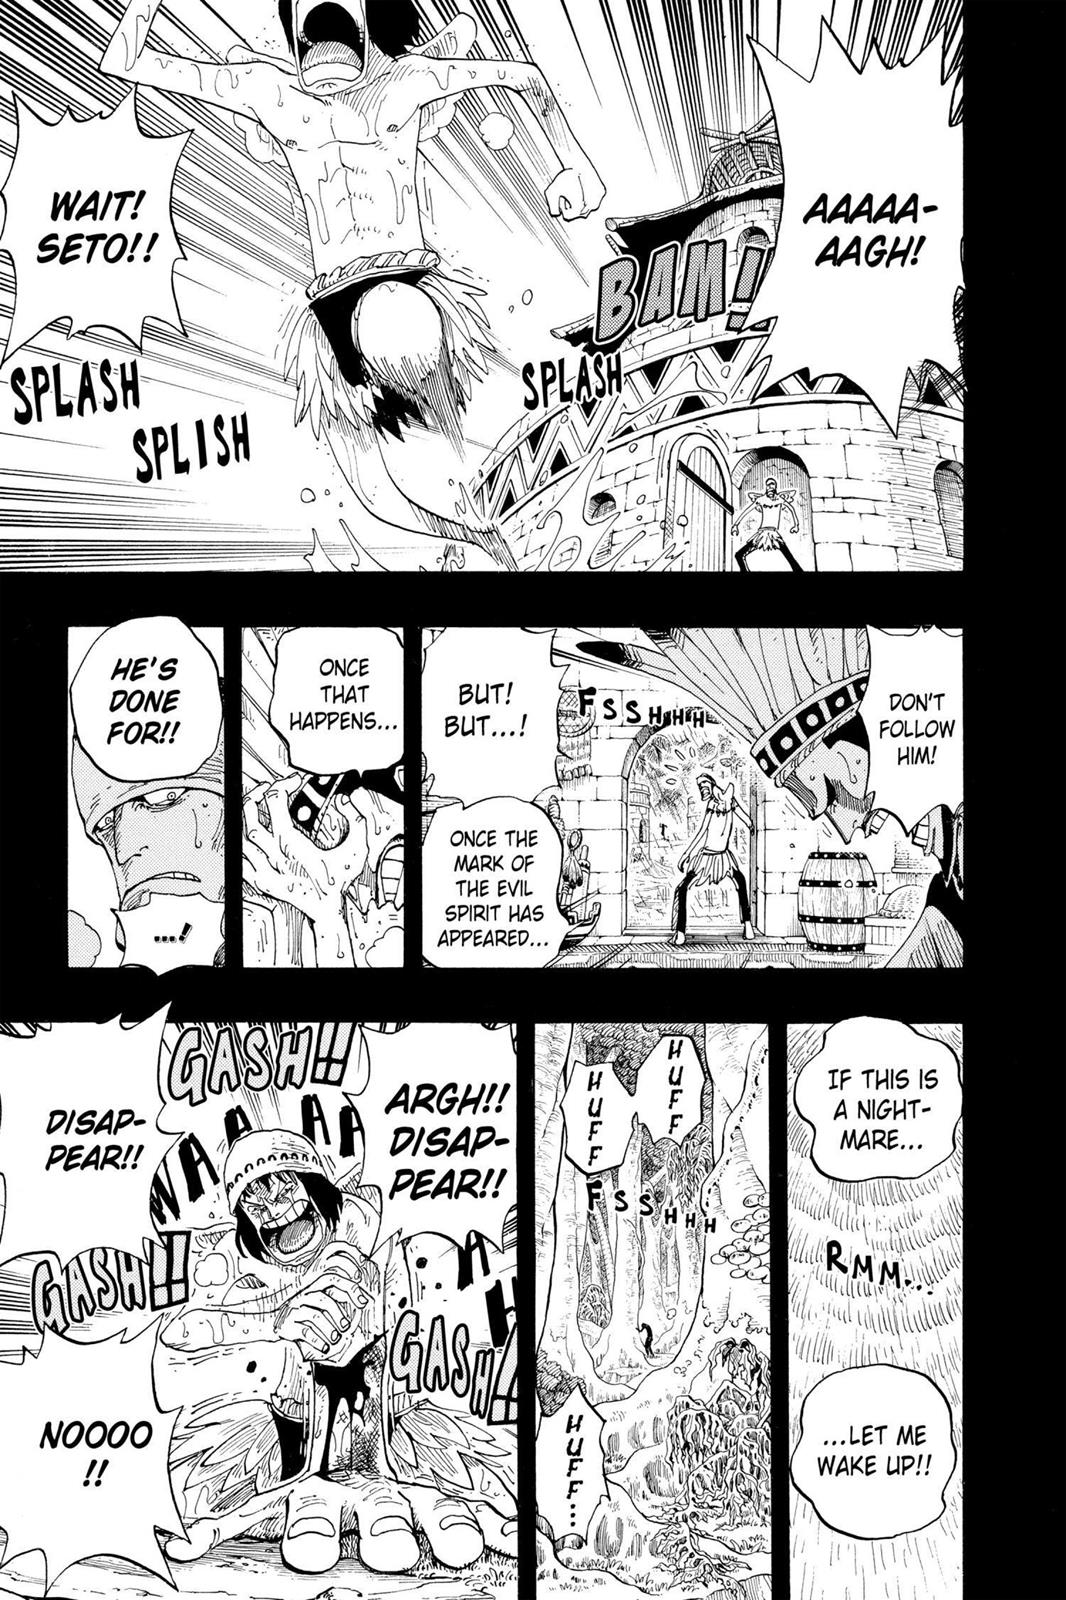 AAAAA-
AAGH!
BAM!
WAIT!
SETO!!
SPLASH
SPLASH
SPLISH
DON'T
FOLLOW
HIM!
FSSHHHH
BUT!
BUT...!
ONCE THE
MARK OF
THE EVIL
SPIRIT HAS
APPEARED...
ONCE
THAT
HAPPENS...
HE'S
DONE
FOR!!
...!
IF THIS IS
A NIGHT-
MARE...
RMM...
...LET ME
WAKE UP!!
HUFF
HUFF
FSSHHHH
HUFF...
ARGH!!
DISAP-
PEAR!!
GASH!!
WAAAA
AH
DISAP-
PEAR!!
GASH!!
GASH!!
NOOOO
!!